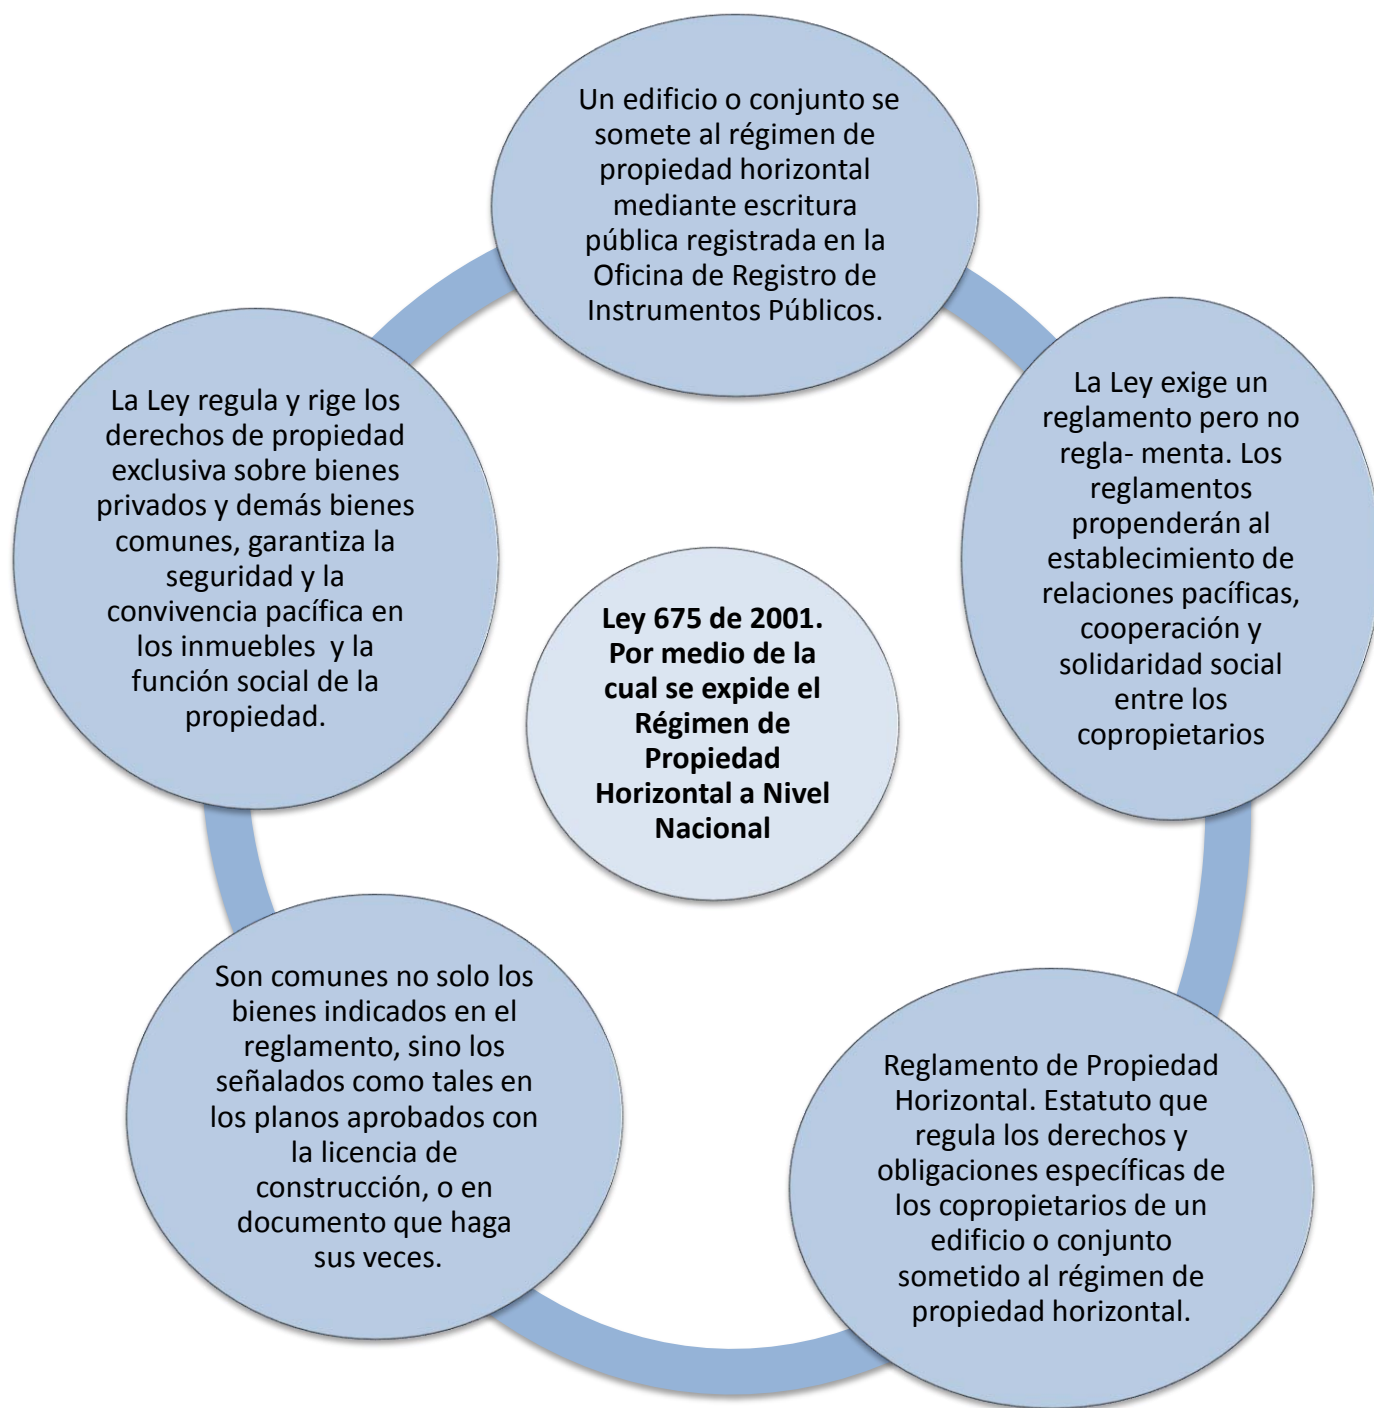 Un edificio o conjunto se
somete al régimen de
propiedad horizontal
mediante escritura
pública registrada en la
Oficina de Registro de
Instrumentos Públicos.
La Ley exige un
reglamento pero no
regla- menta. Los
reglamentos
propenderán al
establecimiento de
relaciones pacíficas,
cooperación y
solidaridad social
entre los
copropietarios
Reglamento de Propiedad
Horizontal. Estatuto que
regula los derechos y
obligaciones específicas de
los copropietarios de un
edificio o conjunto
sometido al régimen de
propiedad horizontal.
Son comunes no solo los
bienes indicados en el
reglamento, sino los
señalados como tales en
los planos aprobados con
la licencia de
construcción, o en
documento que haga
sus veces.
La Ley regula y rige los
derechos de propiedad
exclusiva sobre bienes
privados y demás bienes
comunes, garantiza la
seguridad y la
convivencia pacífica en
los inmuebles y la
función social de la
propiedad.
Ley 675 de 2001.
Por medio de la
cual se expide el
Régimen de
Propiedad
Horizontal a Nivel
Nacional